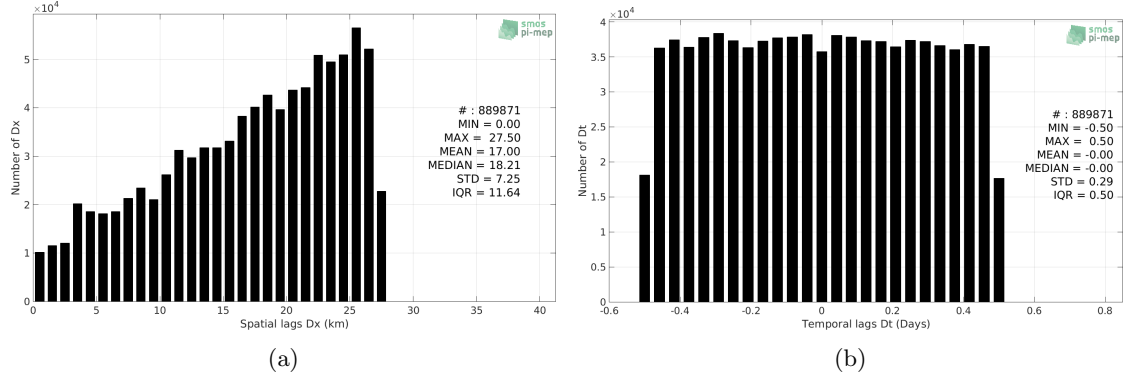 ×10⁴
smos
pi-mep
5
4
3
2
1
0
Number of Dx
# : 889871
MIN = 0.00
MAX = 27.50
MEAN = 17.00
MEDIAN = 18.21
STD = 7.25
IQR = 11.64
0 5 10 15 20 25 30 35 40
Spatial lags Dx (km)
(a)
×10⁴
smos
pi-mep
4
3.5
3
2.5
2
1.5
1
0.5
0
Number of Dt
# : 889871
MIN = -0.50
MAX = 0.50
MEAN = -0.00
MEDIAN = -0.00
STD = 0.29
IQR = 0.50
-0.6 -0.4 -0.2 0 0.2 0.4 0.6 0.8
Temporal lags Dt (Days)
(b)